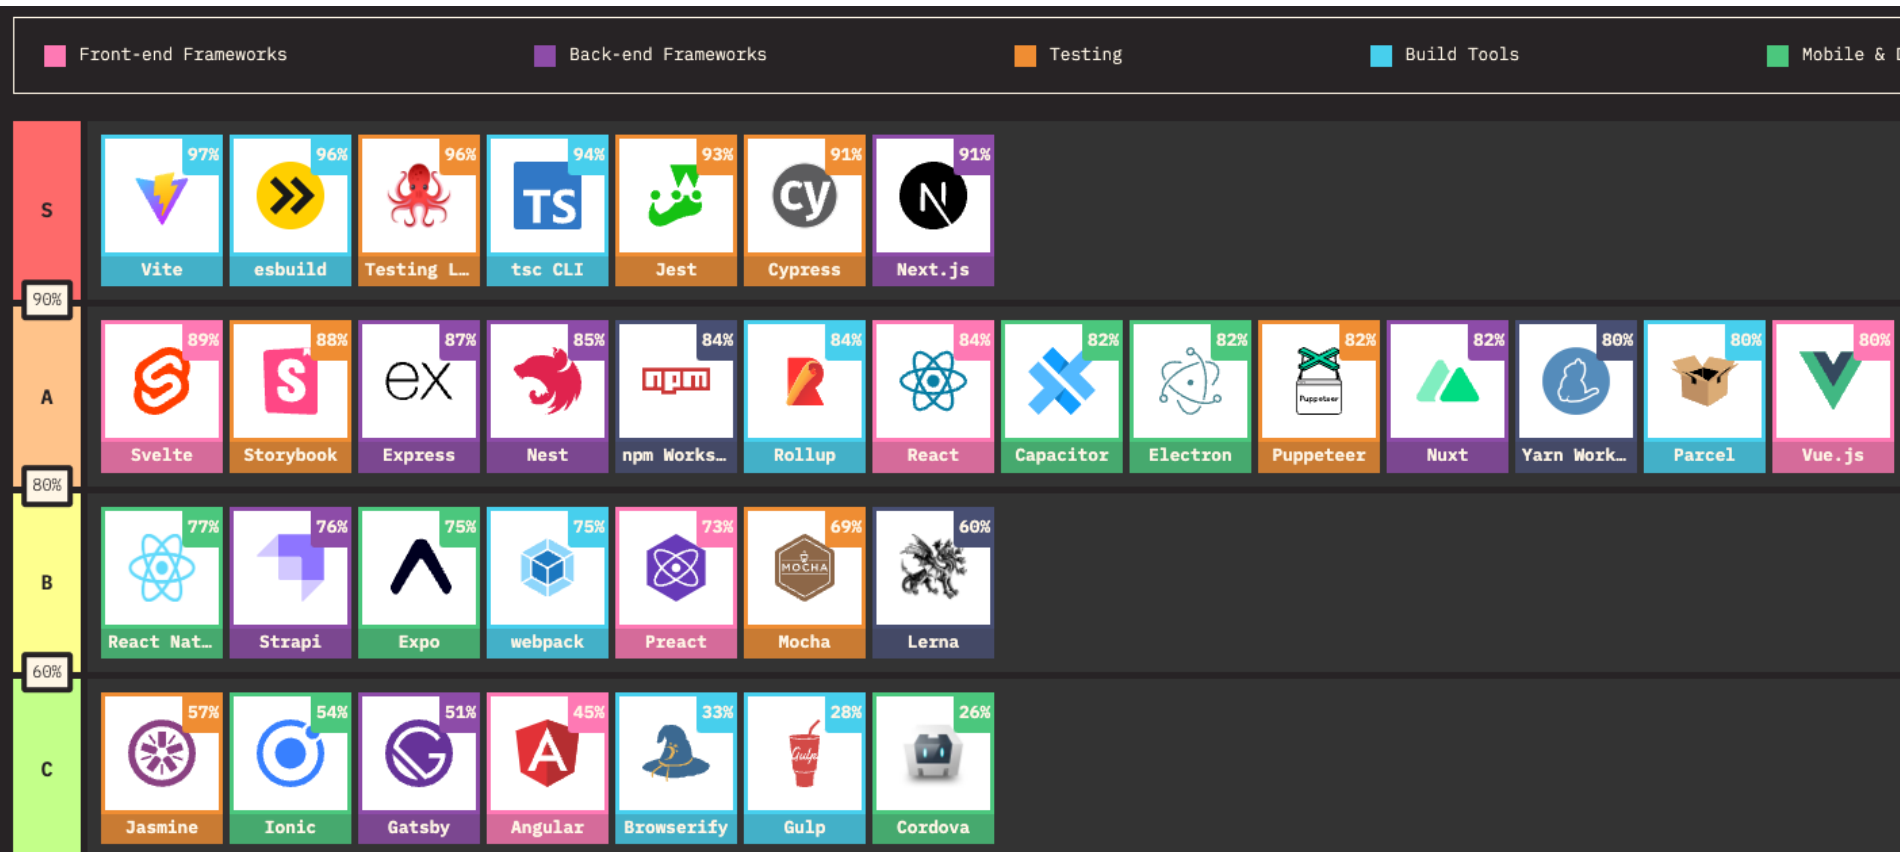 Front-end Frameworks
Back-end Frameworks
Testing
Build Tools
Mobile &
S
97%
96%
96%
94%
93%
91%
91%
TS
cy
N
Vite
esbuild
Testing L…
tsc CLI
Jest
Cypress
Next.js
90%
A
89%
88%
87%
85%
84%
84%
84%
82%
82%
82%
82%
80%
80%
80%
S
ex
npm
Puppeteer
Svelte
Storybook
Express
Nest
npm Works…
Rollup
React
Capacitor
Electron
Puppeteer
Nuxt
Yarn Work…
Parcel
Vue.js
80%
B
77%
76%
75%
75%
73%
69%
60%
MOCHA
React Nat…
Strapi
Expo
webpack
Preact
Mocha
Lerna
60%
C
57%
54%
51%
45%
33%
28%
26%
A
Gulp
Jasmine
Ionic
Gatsby
Angular
Browserify
Gulp
Cordova